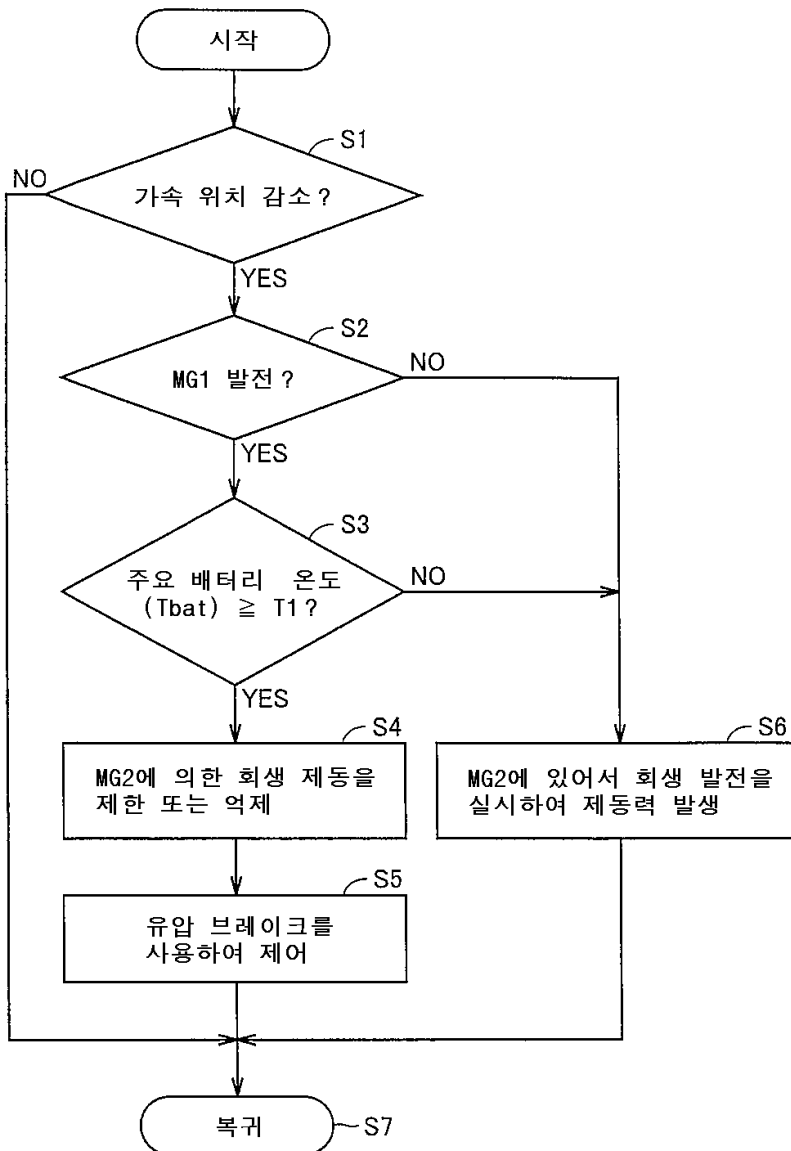 시작
S1
NO
가속 위치 감소?
YES
S2
NO
MG1 발전?
YES
S3
주요 배터리 온도
(Tbat) ≧ T1?
NO
YES
S4
MG2에 의한 회생 제동을
제한 또는 억제
S6
MG2에 있어서 회생 발전을
실시하여 제동력 발생
S5
유압 브레이크를
사용하여 제어
복귀
S7